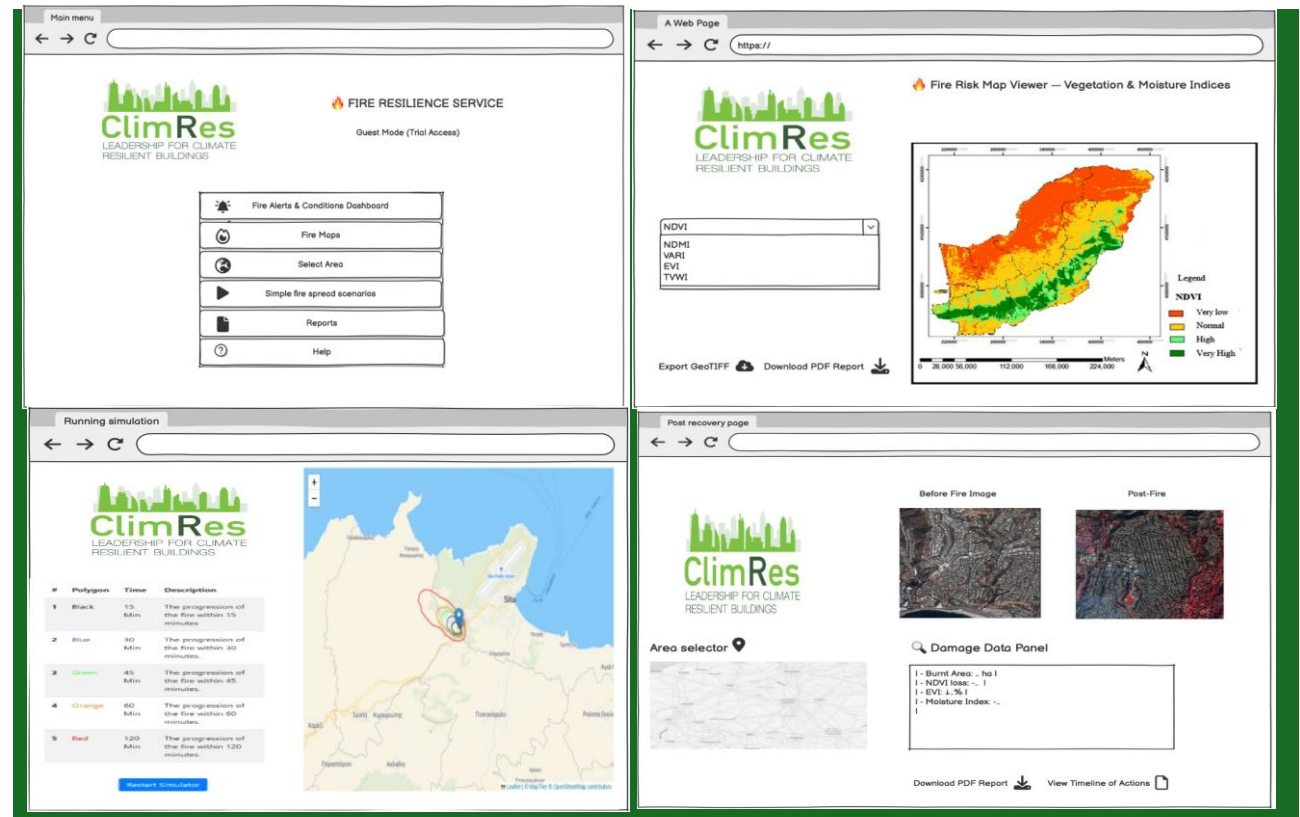 Main menu
ClimRes
LEADERSHIP FOR CLIMATE
RESILIENT BUILDINGS
FIRE RESILIENCE SERVICE
Guest Mode (Trial Access)
Fire Alerts & Conditions Dashboard
Fire Maps
Select Area
Simple fire spread scenarios
Reports
Help
A Web Page
https://
Fire Risk Map Viewer — Vegetation & Moisture Indices
ClimRes
LEADERSHIP FOR CLIMATE
RESILIENT BUILDINGS
NDVI
NDMI
VARI
EVI
TVWI
Export GeoTIFF
Download PDF Report
Legend
NDVI
Very low
Normal
High
Very High
Meters
0 28,000 56,000 112,000 168,000 224,000
N
Running simulation
ClimRes
LEADERSHIP FOR CLIMATE
RESILIENT BUILDINGS
# Polygon Time Description
1 Black 15 Min The progression of
the fire within 15
minutes
2 Blue 30 Min The progression of
the fire within 30
minutes.
3 Green 45 Min The progression of
the fire within 45
minutes.
4 Orange 60 Min The progression of
the fire within 60
minutes.
5 Red 120 Min The progression of
the fire within 120
minutes.
Restart Simulator
+
−
Leaflet | © MapTiler © OpenStreetMap contributors
Post recovery page
Before Fire Image
Post-Fire
ClimRes
LEADERSHIP FOR CLIMATE
RESILIENT BUILDINGS
Area selector
Damage Data Panel
| - Burnt Area: .. ha |
| - NDVI loss: -.. |
| - EVI: ↓..% |
| - Moisture Index: -..
|
Download PDF Report
View Timeline of Actions